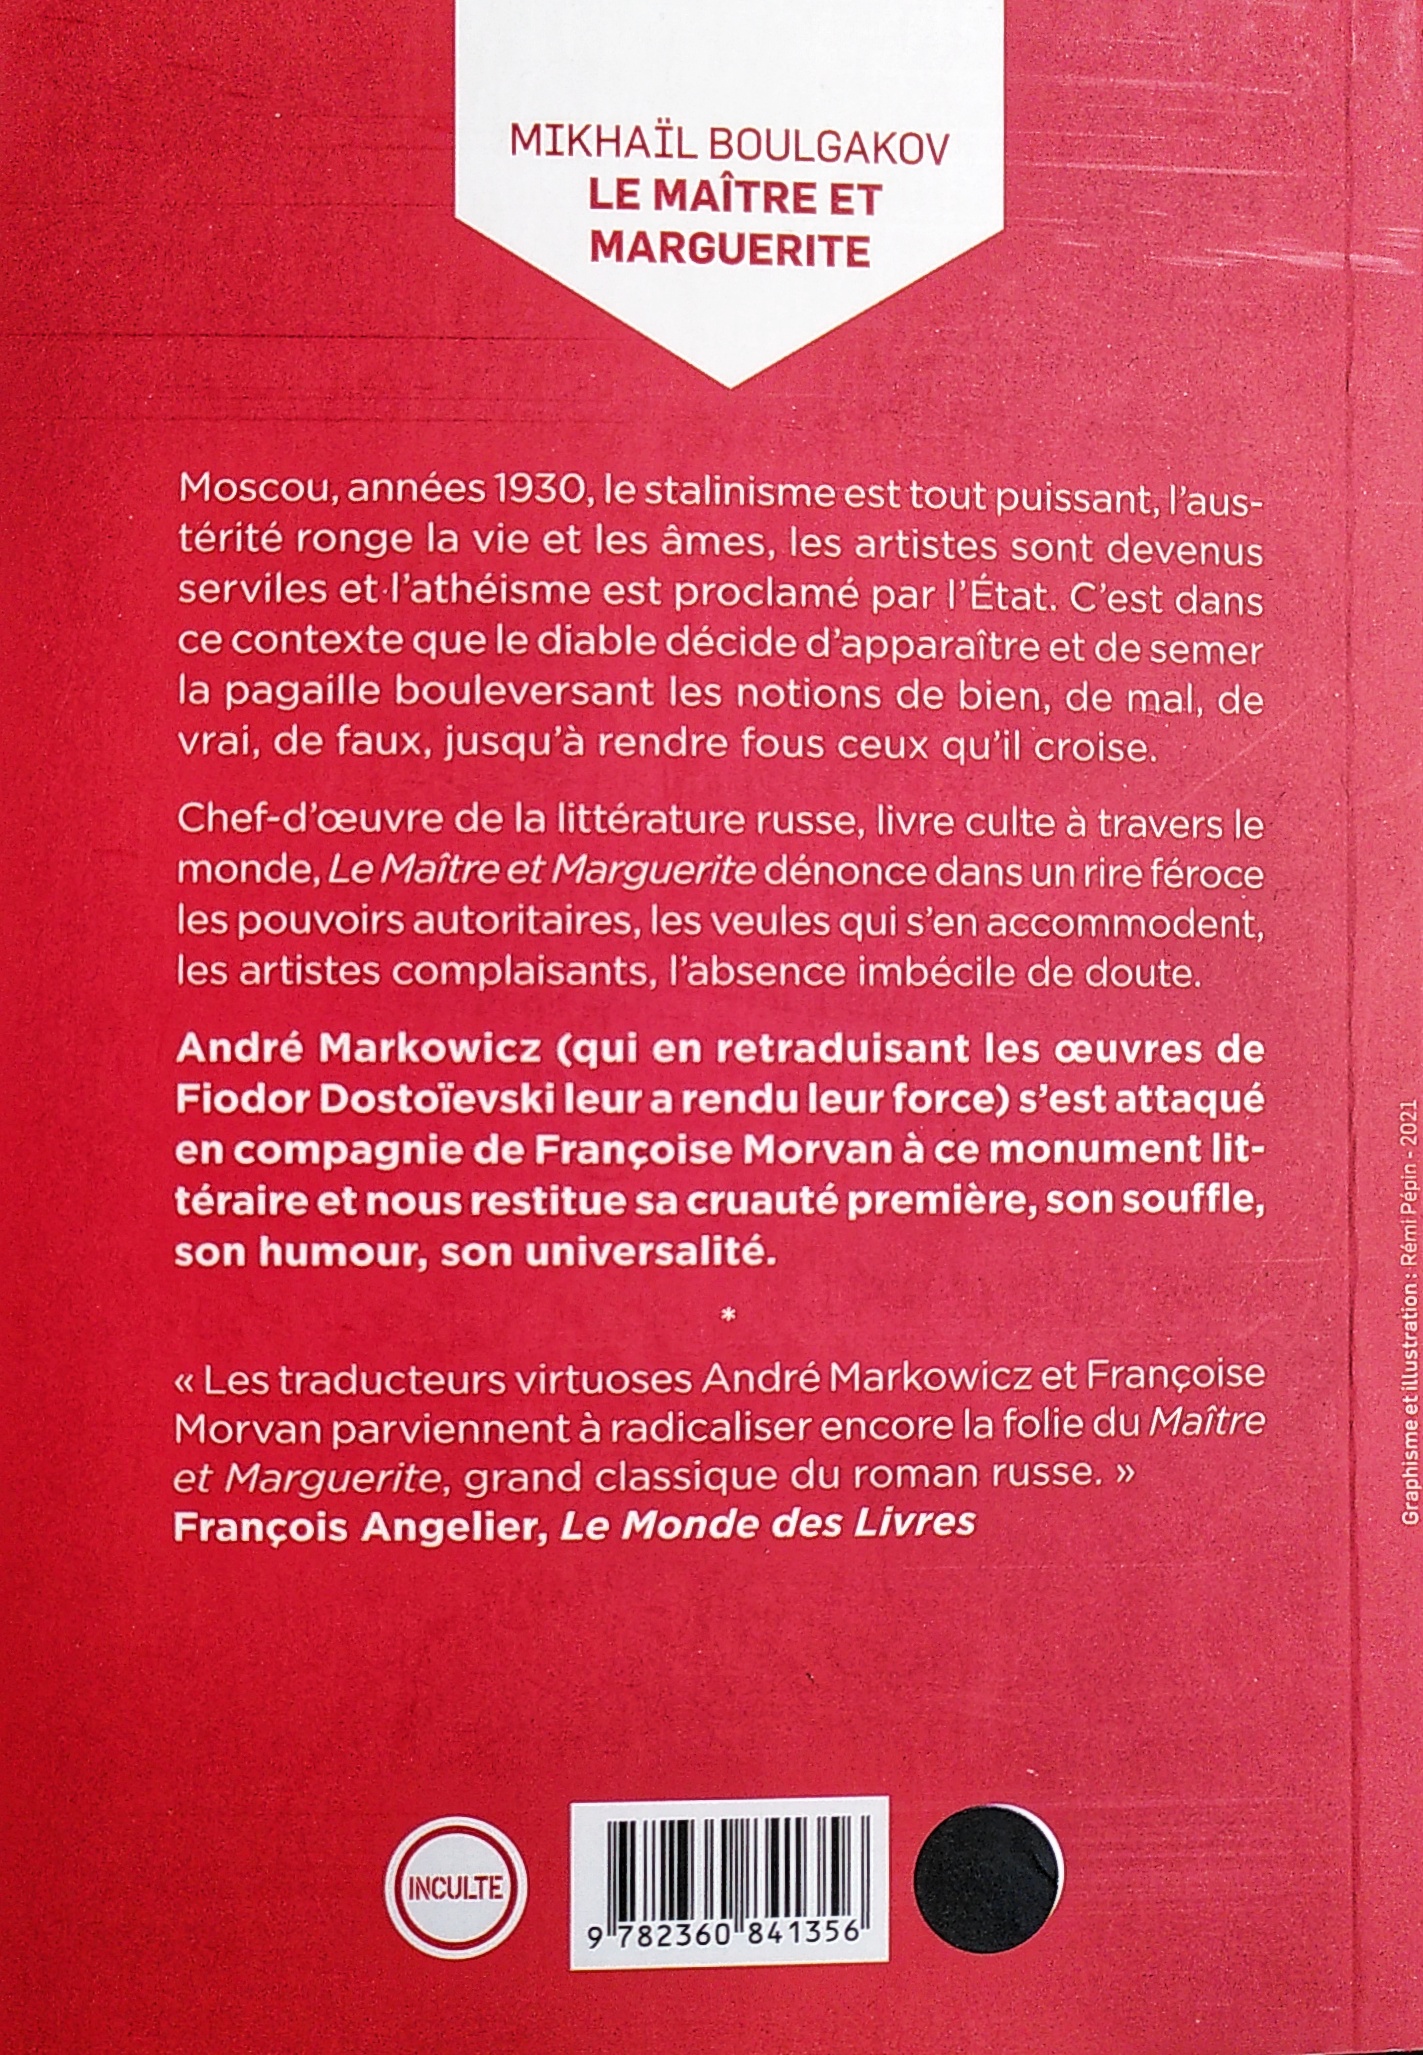 MIKHAÏL BOULGAKOV
LE MAÎTRE ET
MARGUERITE
Moscou, années 1930, le stalinisme est tout puissant, l’aus-
térité ronge la vie et les âmes, les artistes sont devenus
serviles et l’athéisme est proclamé par l’État. C’est dans
ce contexte que le diable décide d’apparaître et de semer
la pagaille bouleversant les notions de bien, de mal, de
vrai, de faux, jusqu’à rendre fous ceux qu’il croise.
Chef-d’œuvre de la littérature russe, livre culte à travers le
monde, Le Maître et Marguerite dénonce dans un rire féroce
les pouvoirs autoritaires, les veules qui s’en accommodent,
les artistes complaisants, l’absence imbécile de doute.
André Markowicz (qui en retraduisant les œuvres de
Fiodor Dostoïevski leur a rendu leur force) s’est attaqué
en compagnie de Françoise Morvan à ce monument lit-
téraire et nous restitue sa cruauté première, son souffle,
son humour, son universalité.
*
« Les traducteurs virtuoses André Markowicz et Françoise
Morvan parviennent à radicaliser encore la folie du Maître
et Marguerite, grand classique du roman russe. »
François Angelier, Le Monde des Livres
INCULTE
9 782360 841356
Graphisme et illustration : Rémi Pépin - 2021